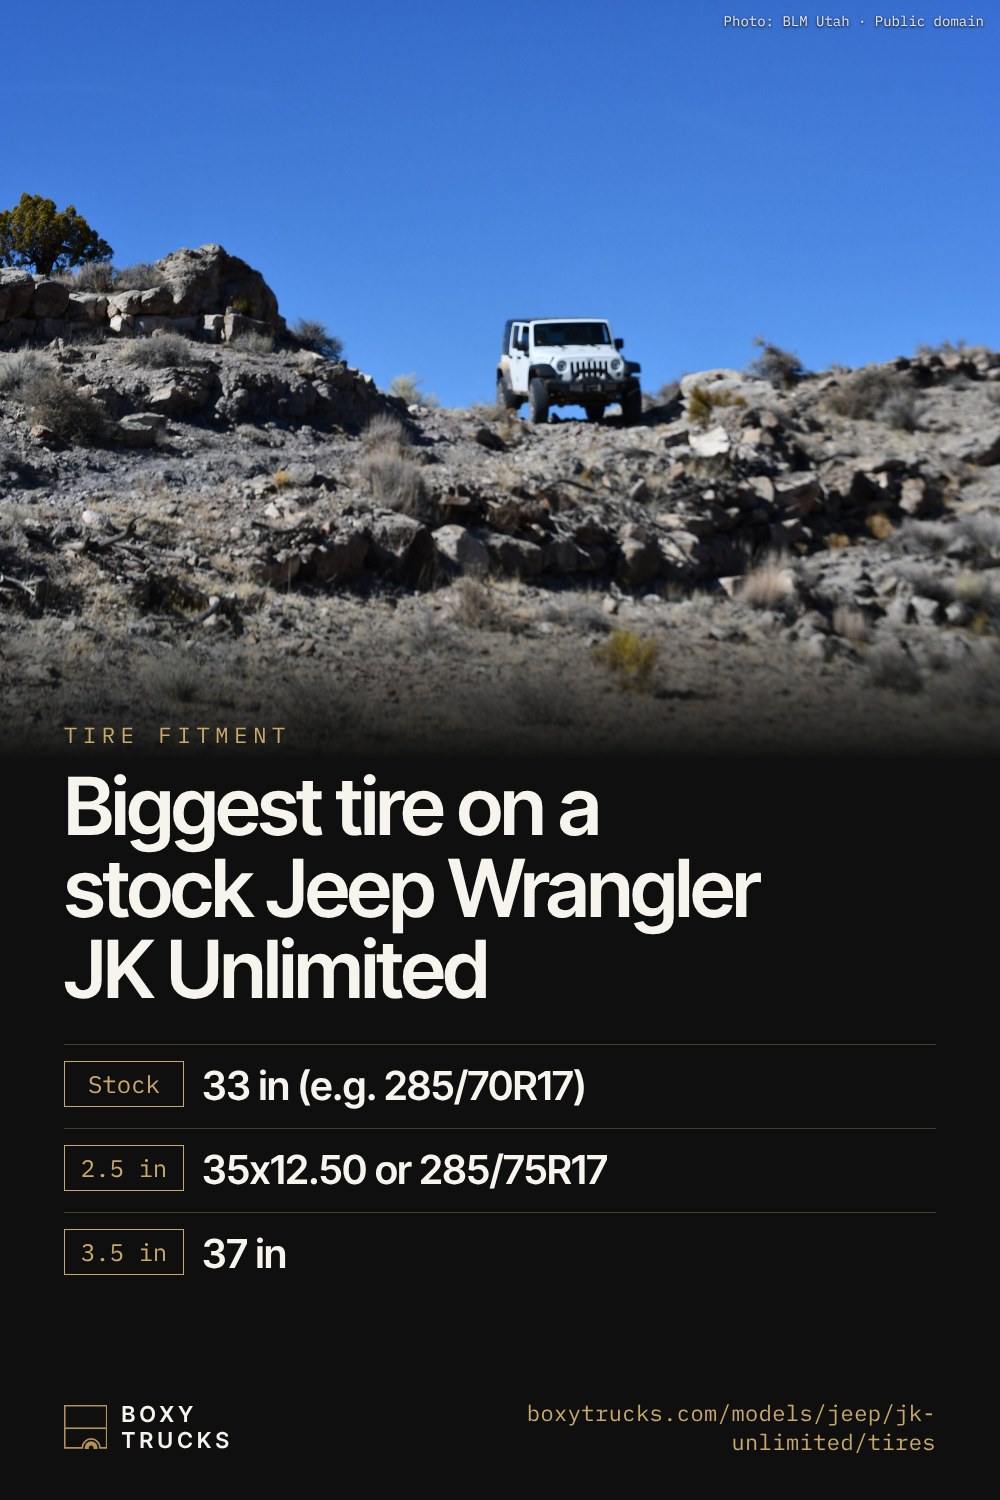 Photo: BLM Utah · Public domain
TIRE FITMENT
Biggest tire on a
stock Jeep Wrangler
JK Unlimited
Stock 33 in (e.g. 285/70R17)
2.5 in 35x12.50 or 285/75R17
3.5 in 37 in
BOXY
TRUCKS
boxytrucks.com/models/jeep/jk-
unlimited/tires